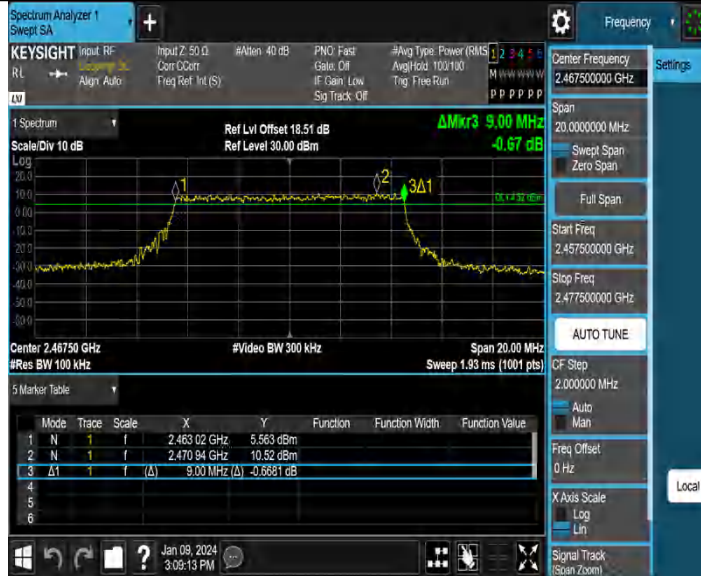 Spectrum Analyzer 1
Swept SA
+
Frequency
KEYSIGHT
RL
Input: RF
Align: Auto
Input Z: 50 Ω
Corr CCorr
Freq Ref: Int (S)
#Atten: 40 dB
PNO: Fast
Gate: Off
IF Gain: Low
Sig Track: Off
#Avg Type: Power (RMS
Avg|Hold: 100/100
Trig: Free Run
1 2 3 4 5 6
M W W W W W
P P P P P P
LXI
Center Frequency
2.467500000 GHz
Settings
Span
20.0000000 MHz
Swept Span
Zero Span
Full Span
Start Freq
2.457500000 GHz
Stop Freq
2.477500000 GHz
AUTO TUNE
CF Step
2.000000 MHz
Auto
Man
Freq Offset
0 Hz
X Axis Scale
Log
Lin
Signal Track
(Span Zoom)
Local
1 Spectrum
Scale/Div 10 dB
Ref Lvl Offset 18.51 dB
Ref Level 30.00 dBm
ΔMkr3 9.00 MHz
-0.67 dB
Log
20.0
10.0
0.00
1
2
3Δ1
Center 2.46750 GHz
#Res BW 100 kHz
#Video BW 300 kHz
Span 20.00 MHz
Sweep 1.93 ms (1001 pts)
5 Marker Table
Mode Trace Scale X Y Function Function Width Function Value
1 N 1 f 2.463 02 GHz 5.563 dBm
2 N 1 f 2.470 94 GHz 10.52 dBm
3 Δ1 1 f (Δ) 9.00 MHz (Δ) -0.6681 dB
4
5
6
?
Jan 09, 2024
3:09:13 PM